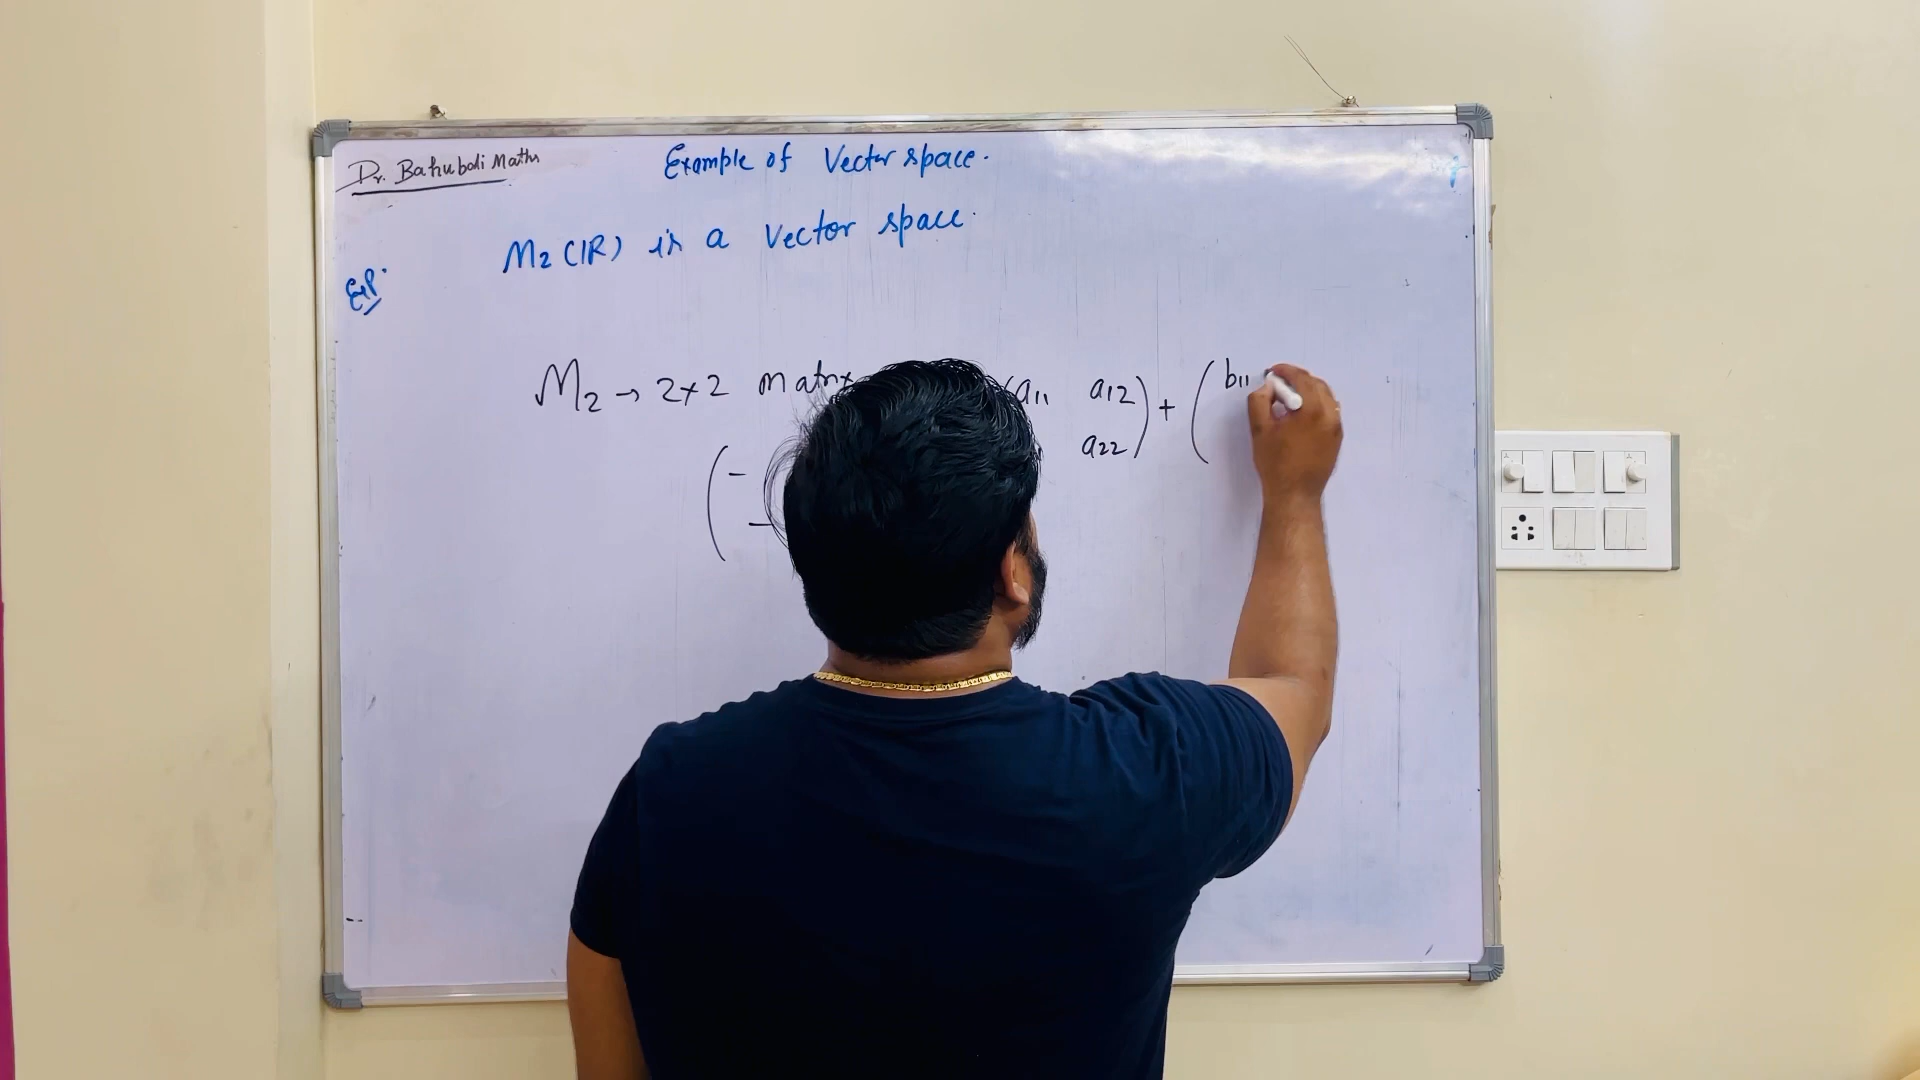 Dr. Bahubali Maths
Example of Vector space.
M2 (IR) is a vector space.
Exp.
M2 → 2×2 matrix (a11 a12) + (b11
a22
( -
-